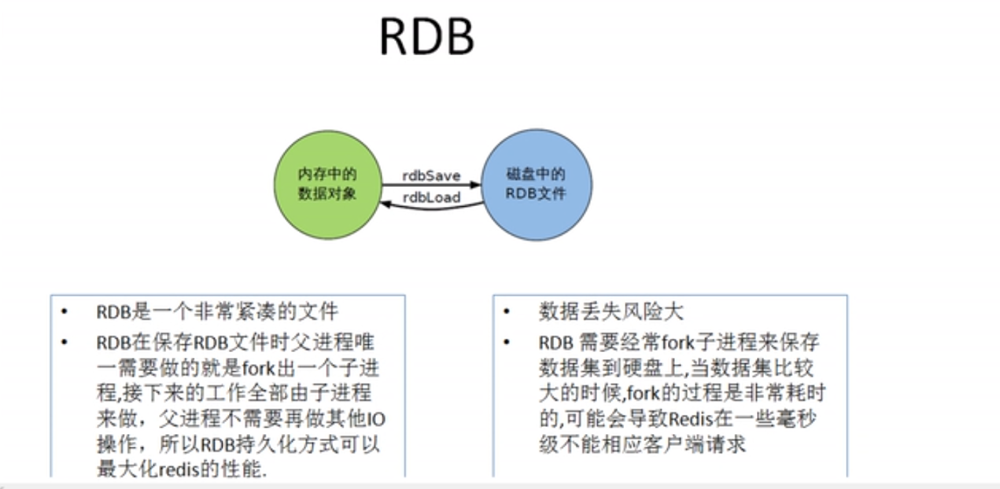 RDB
内存中的
数据对象
rdbSave
rdbLoad
磁盘中的
RDB文件
• RDB是一个非常紧凑的文件
• RDB在保存RDB文件时父进程唯
一需要做的就是fork出一个子进
程,接下来的工作全部由子进程
来做，父进程不需要再做其他IO
操作，所以RDB持久化方式可以
最大化redis的性能.
• 数据丢失风险大
• RDB 需要经常fork子进程来保存
数据集到硬盘上,当数据集比较
大的时候,fork的过程是非常耗时
的,可能会导致Redis在一些毫秒
级不能相应客户端请求